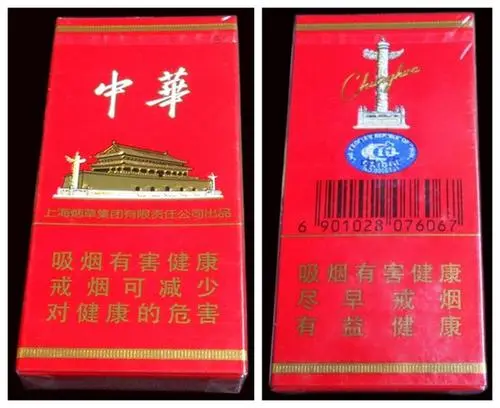 中華
上海烟草集团有限责任公司出品
吸烟有害健康
戒烟可减少
对健康的危害
Chunghwa
6 901028 076067
吸烟有害健康
尽早戒烟
有益健康